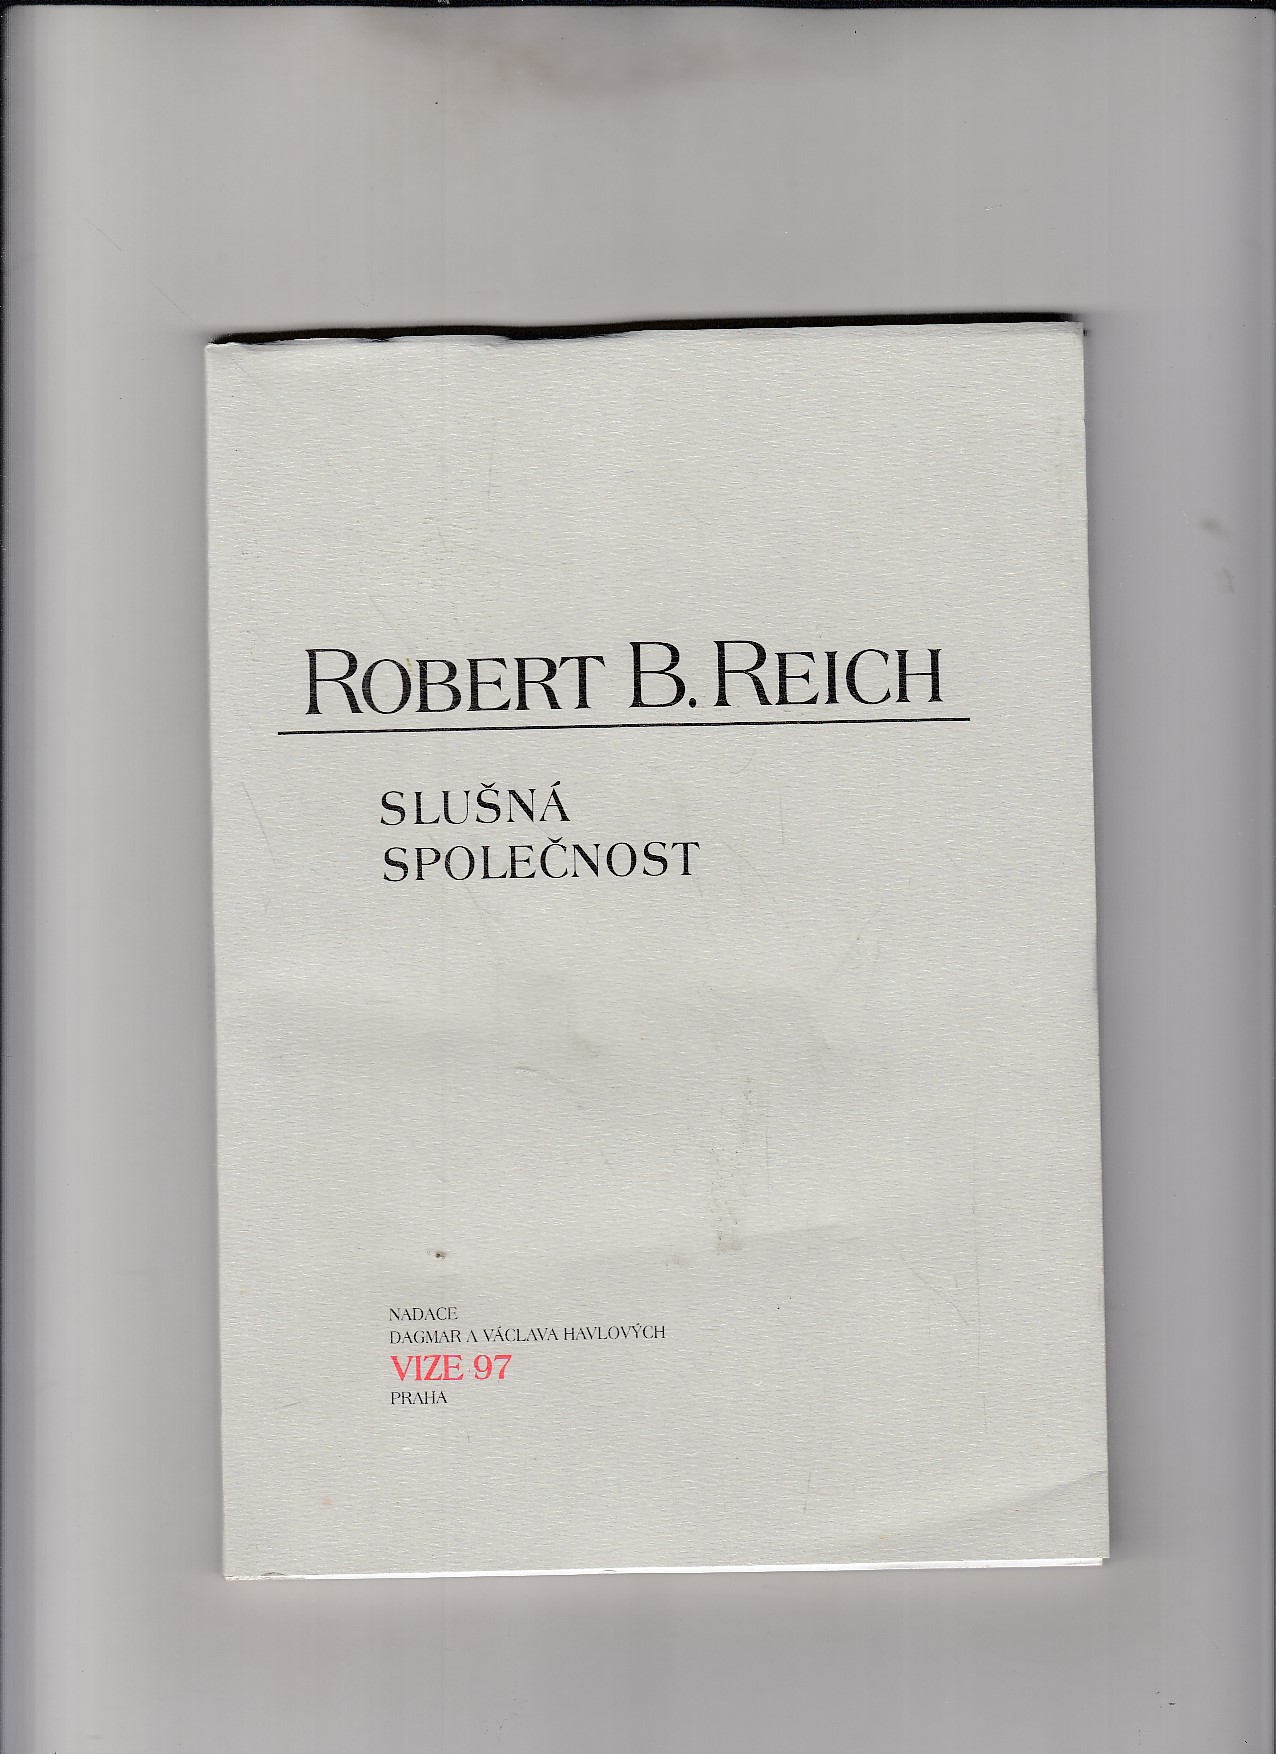 ROBERT B. REICH
SLUŠNÁ
SPOLEČNOST
NADACE
DAGMAR A VÁCLAVA HAVLOVÝCH
VIZE 97
PRAHA